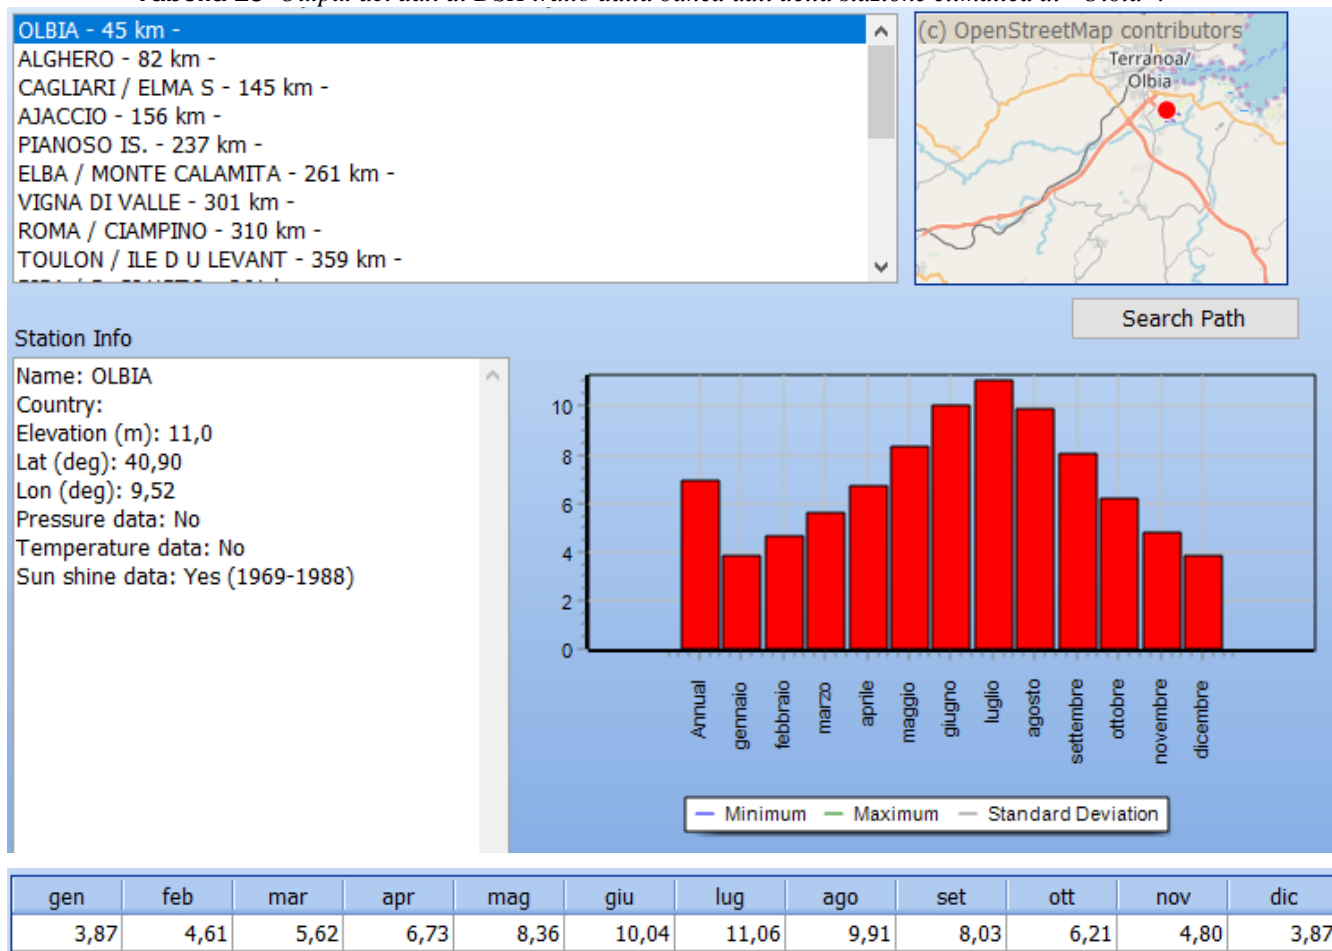 OLBIA - 45 km -
ALGHERO - 82 km -
CAGLIARI / ELMA S - 145 km -
AJACCIO - 156 km -
PIANOSO IS. - 237 km -
ELBA / MONTE CALAMITA - 261 km -
VIGNA DI VALLE - 301 km -
ROMA / CIAMPINO - 310 km -
TOULON / ILE D U LEVANT - 359 km -
(c) OpenStreetMap contributors
Terranoa/
Olbia
Search Path
Station Info
Name: OLBIA
Country:
Elevation (m): 11,0
Lat (deg): 40,90
Lon (deg): 9,52
Pressure data: No
Temperature data: No
Sun shine data: Yes (1969-1988)
10
8
6
4
2
0
Annual gennaio febbraio marzo aprile maggio giugno luglio agosto settembre ottobre novembre dicembre
Minimum Maximum Standard Deviation
gen feb mar apr mag giu lug ago set ott nov dic
3,87 4,61 5,62 6,73 8,36 10,04 11,06 9,91 8,03 6,21 4,80 3,87